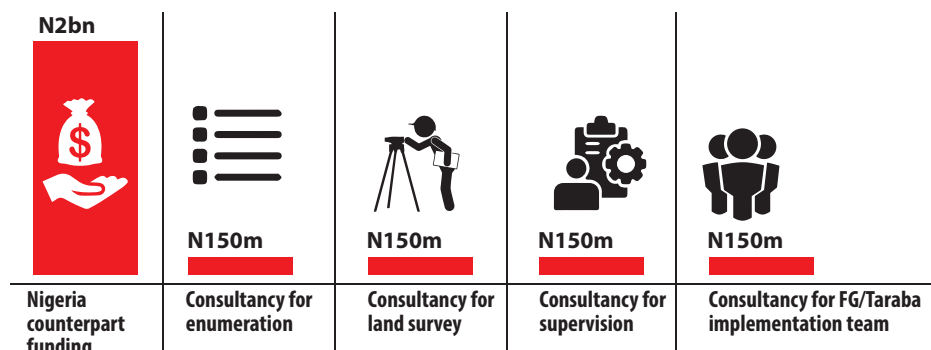 N2bn
$
N150m
N150m
N150m
N150m
Nigeria
counterpart
funding
Consultancy for
enumeration
Consultancy for
land survey
Consultancy for
supervision
Consultancy for FG/Taraba
implementation team